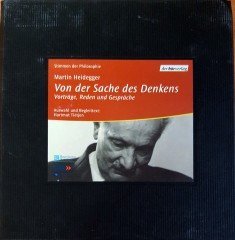 Stimmen der Philosophie
Martin Heidegger
Von der Sache des Denkens
Vorträge, Reden und Gespräche
Auswahl und Begleittext:
Hartmut Tietjen